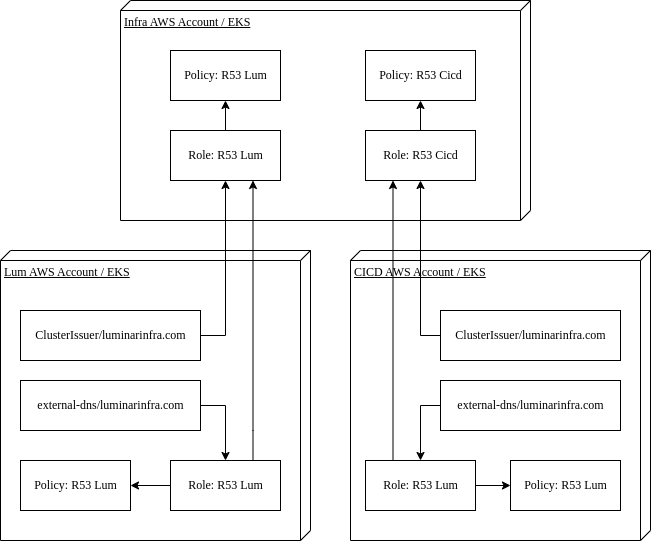 Infra AWS Account / EKS
Policy: R53 Lum
Policy: R53 Cicd
Role: R53 Lum
Role: R53 Cicd
Lum AWS Account / EKS
CICD AWS Account / EKS
ClusterIssuer/luminarinfra.com
ClusterIssuer/luminarinfra.com
external-dns/luminarinfra.com
external-dns/luminarinfra.com
Policy: R53 Lum
Role: R53 Lum
Role: R53 Lum
Policy: R53 Lum